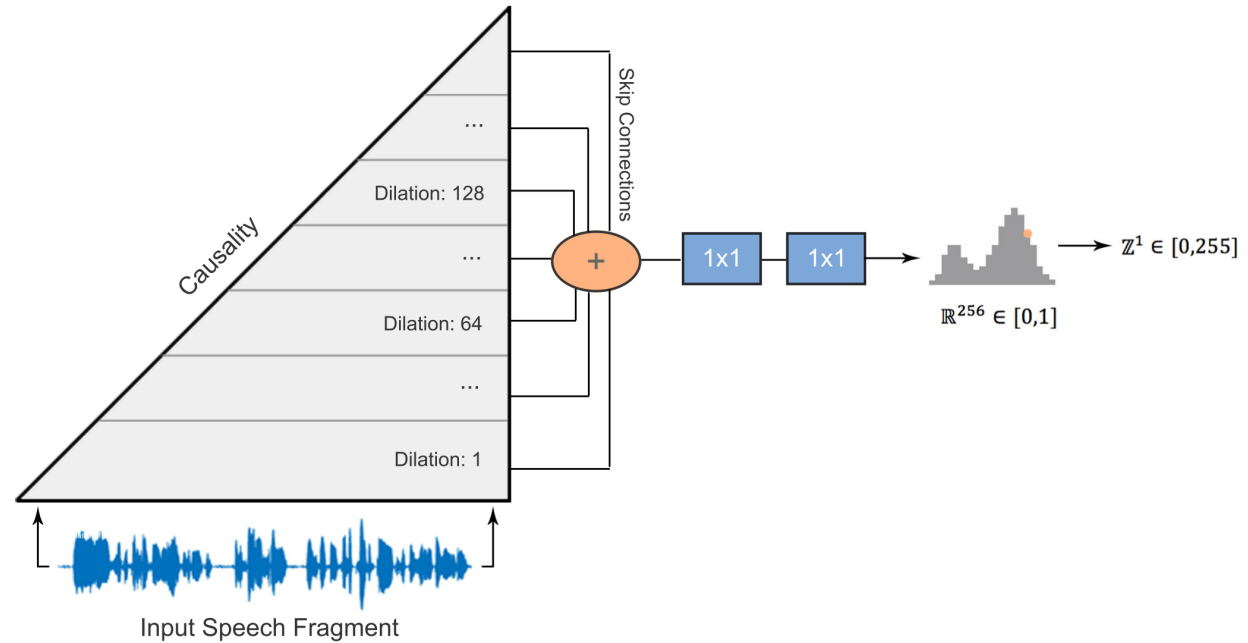 ...
Dilation: 128
...
Dilation: 64
...
Dilation: 1
Causality
Skip Connections
+
1x1
1x1
ℝ²⁵⁶ ∈ [0,1]
ℤ¹ ∈ [0,255]
Input Speech Fragment